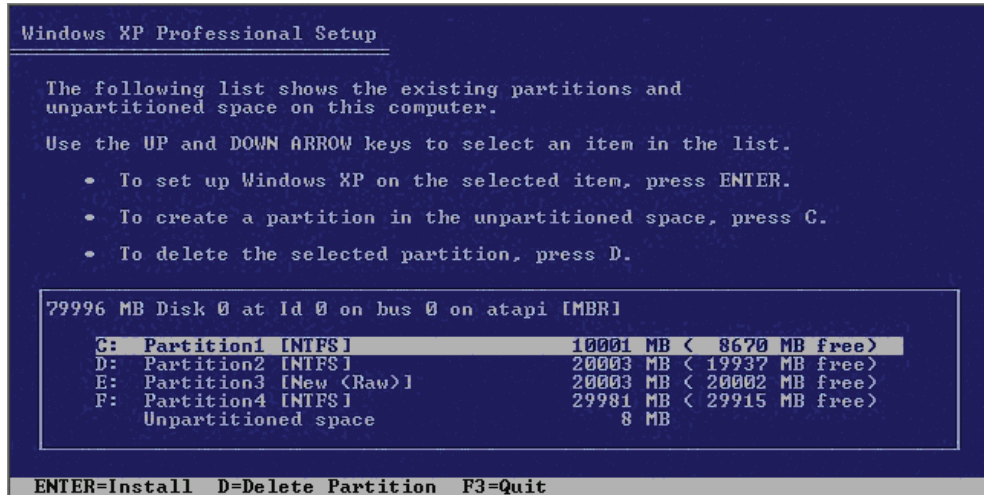 Windows XP Professional Setup
The following list shows the existing partitions and
unpartitioned space on this computer.
Use the UP and DOWN ARROW keys to select an item in the list.
• To set up Windows XP on the selected item, press ENTER.
• To create a partition in the unpartitioned space, press C.
• To delete the selected partition, press D.
79996 MB Disk 0 at Id 0 on bus 0 on atapi [MBR]
C: Partition1 [NTFS] 10001 MB ( 8670 MB free)
D: Partition2 [NTFS] 20003 MB ( 19937 MB free)
E: Partition3 [New (Raw)] 20003 MB ( 20002 MB free)
F: Partition4 [NTFS] 29981 MB ( 29915 MB free)
Unpartitioned space 8 MB
ENTER=Install D=Delete Partition F3=Quit